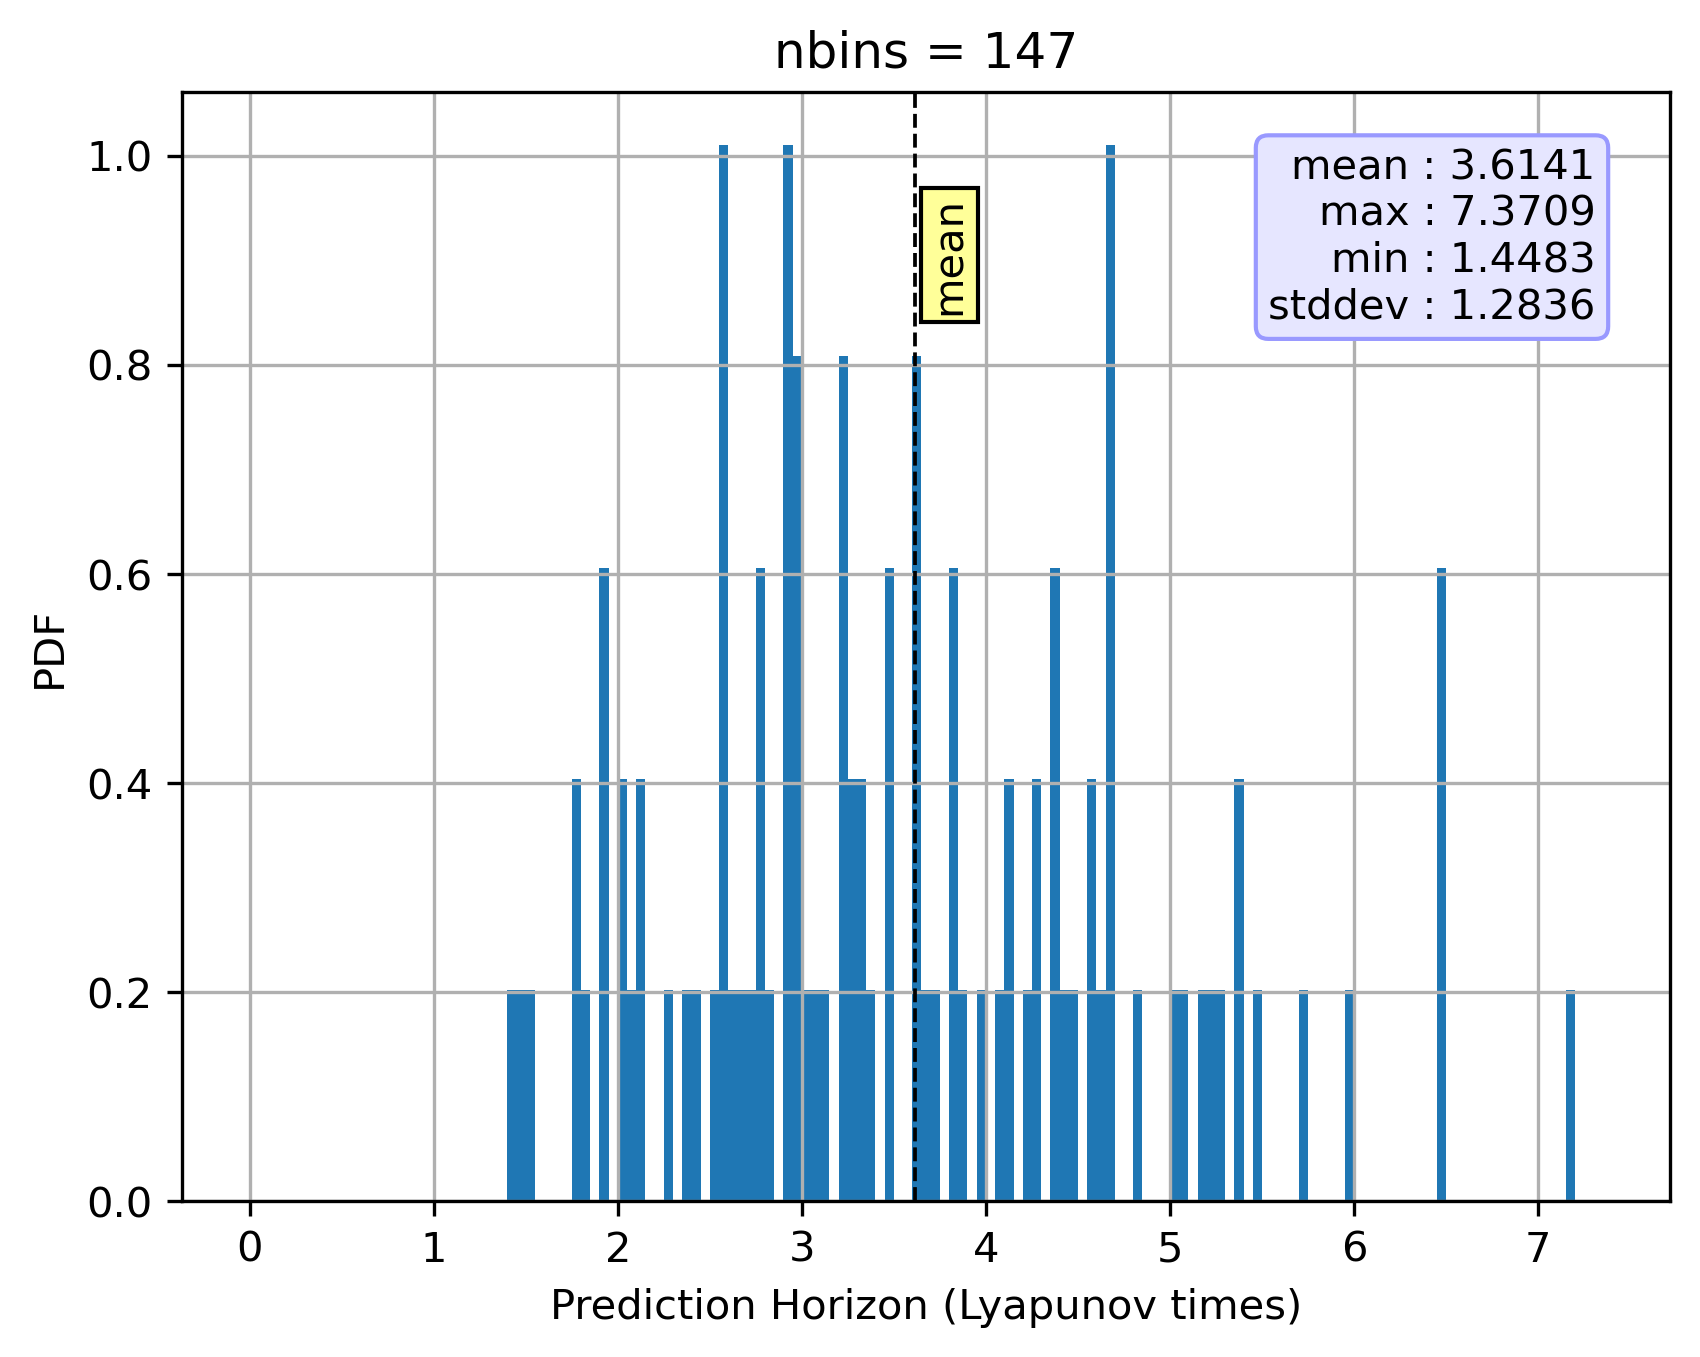 nbins = 147
mean : 3.6141
max : 7.3709
min : 1.4483
stddev : 1.2836
mean
PDF
1.0
0.8
0.6
0.4
0.2
0.0
0 1 2 3 4 5 6 7
Prediction Horizon (Lyapunov times)